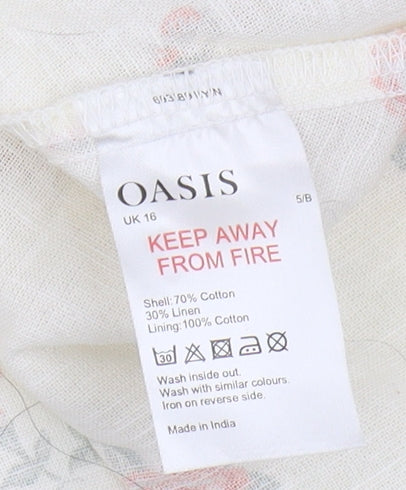 OASIS
UK 16
5/B
KEEP AWAY
FROM FIRE
Shell: 70% Cotton
30% Linen
Lining: 100% Cotton
30
Wash inside out.
Wash with similar colours.
Iron on reverse side.
Made in India